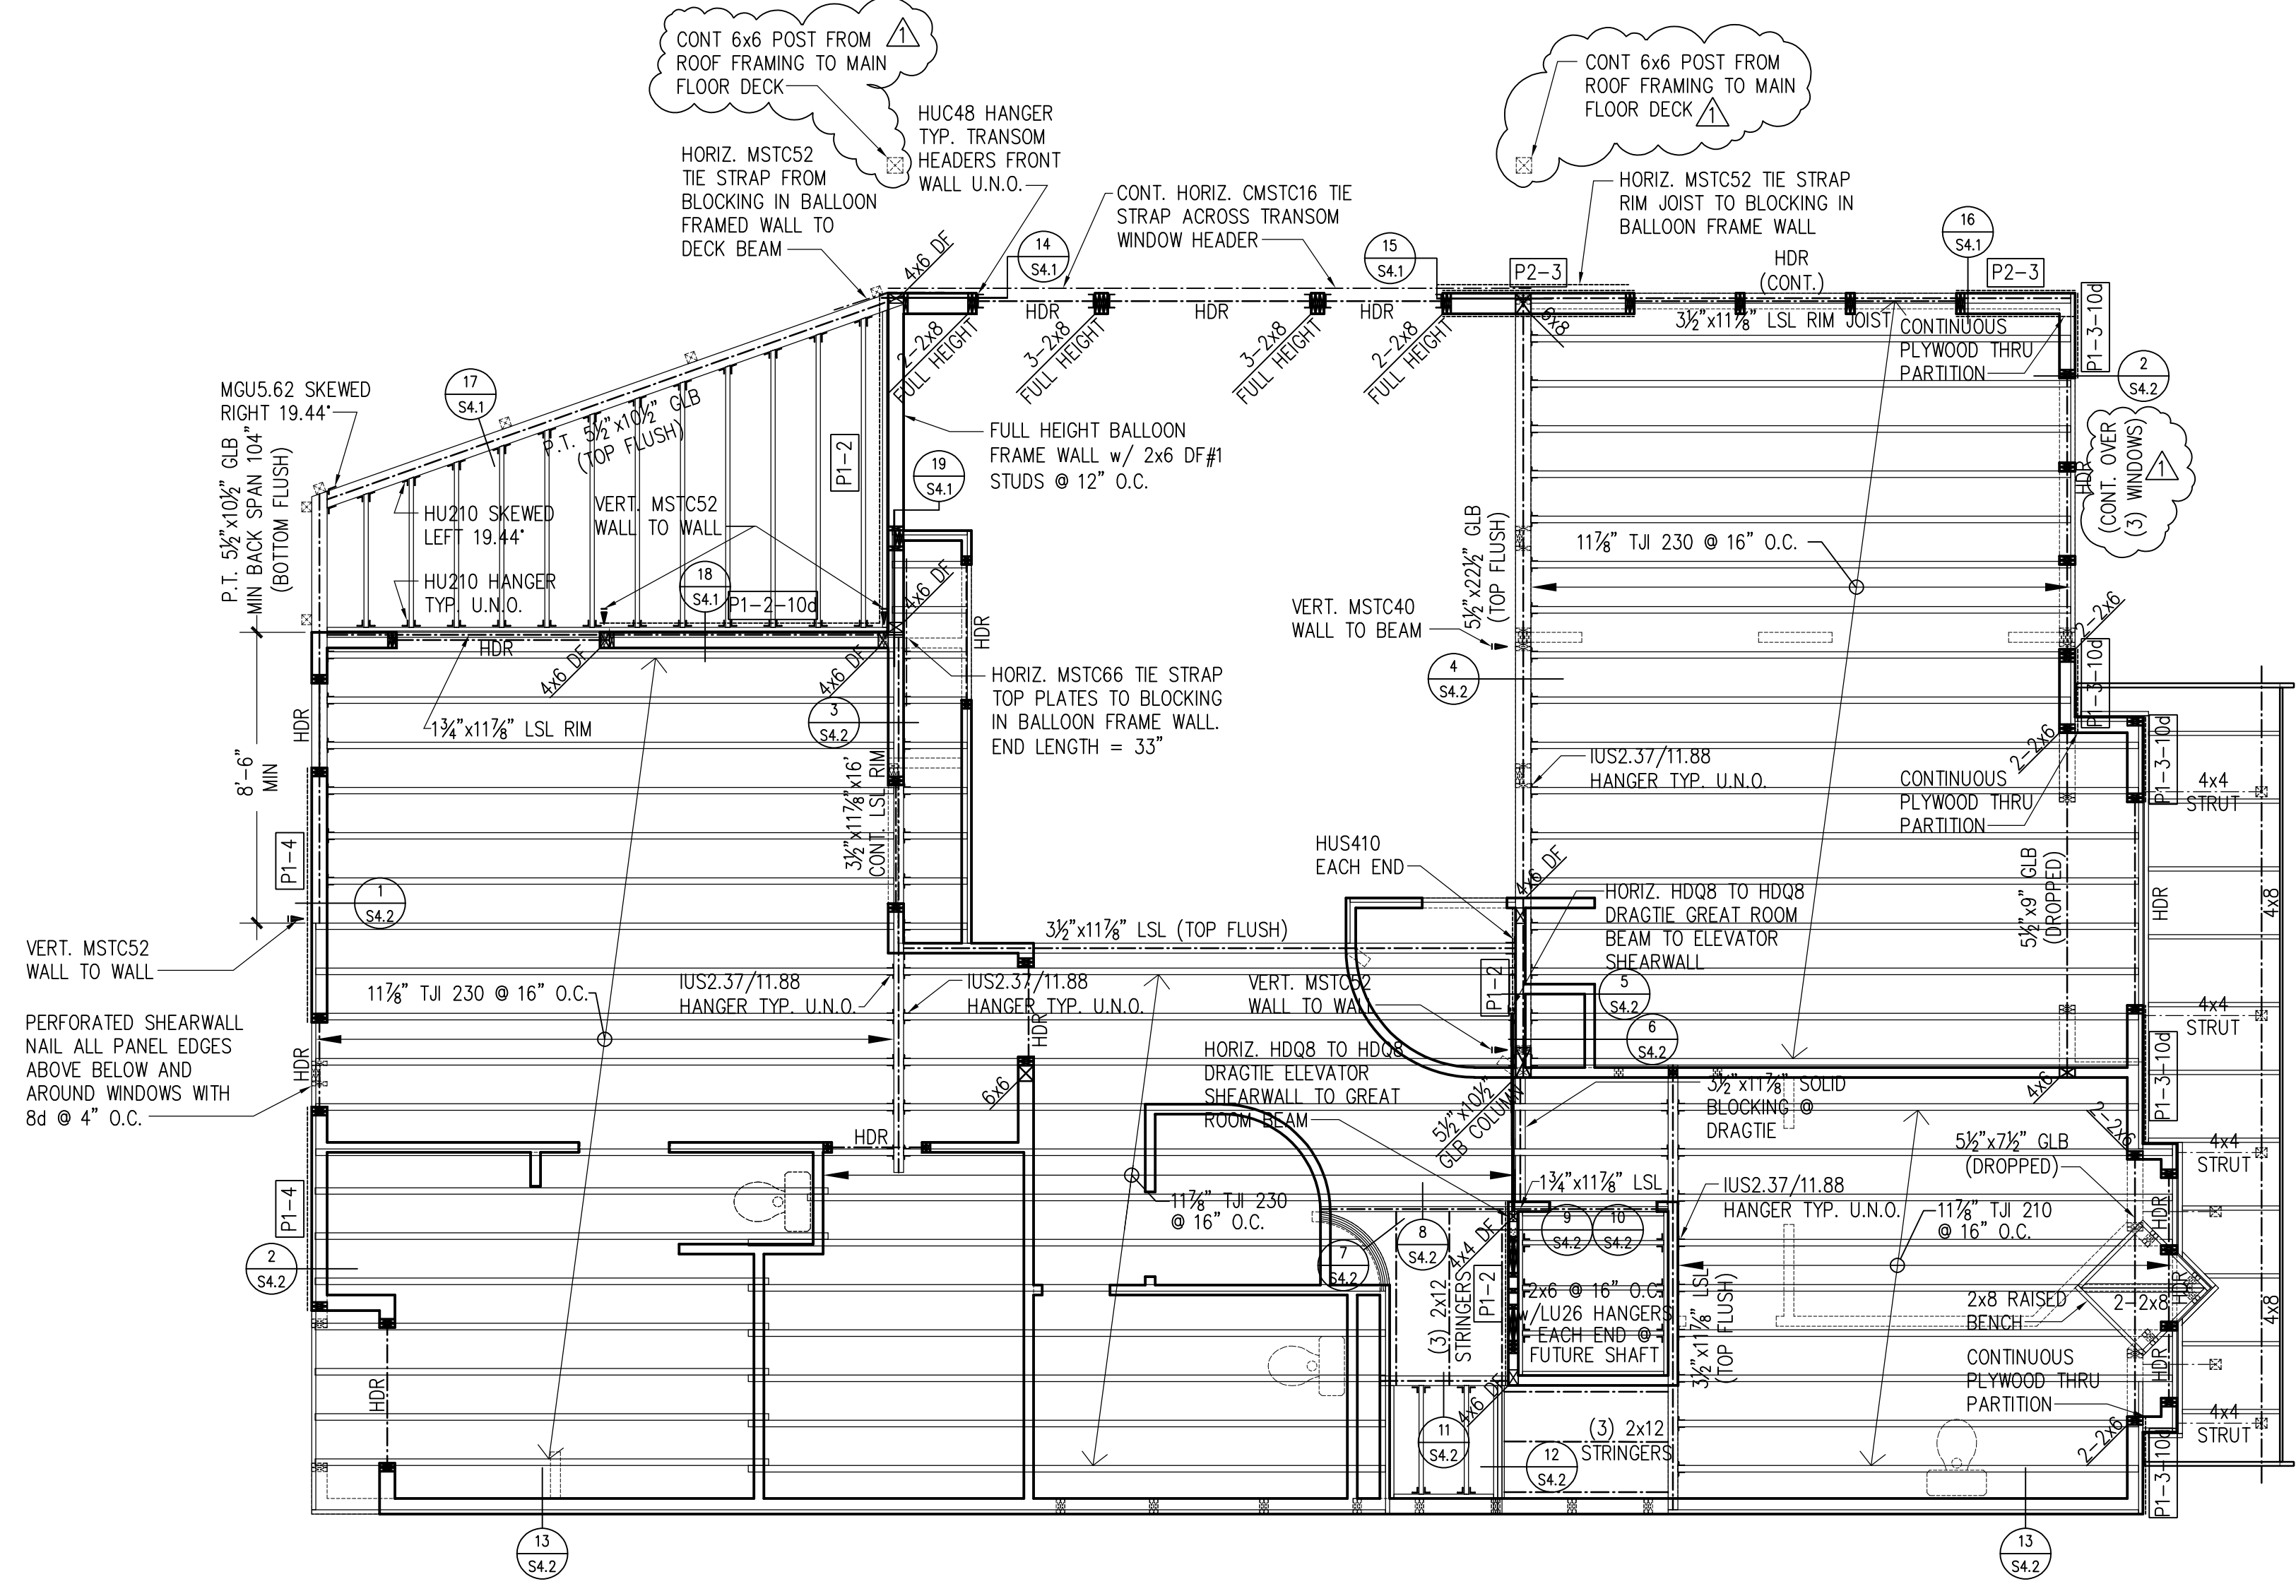 CONT 6x6 POST FROM
ROOF FRAMING TO MAIN
FLOOR DECK
1
CONT 6x6 POST FROM
ROOF FRAMING TO MAIN
FLOOR DECK
1
HUC48 HANGER
TYP. TRANSOM
HEADERS FRONT
WALL U.N.O.
HORIZ. MSTC52
TIE STRAP FROM
BLOCKING IN BALLOON
FRAMED WALL TO
DECK BEAM
CONT. HORIZ. CMSTC16 TIE
STRAP ACROSS TRANSOM
WINDOW HEADER
HORIZ. MSTC52 TIE STRAP
RIM JOIST TO BLOCKING IN
BALLOON FRAME WALL
4x6 DF
14
S4.1
15
S4.1
16
S4.1
P2-3
HDR
(CONT.)
P2-3
HDR
HDR
HDR
6x8
3½"x11⅞" LSL RIM JOIST
CONTINUOUS
PLYWOOD THRU
PARTITION
P1-3-10d
2
S4.2
2-2x8
FULL HEIGHT
3-2x8
FULL HEIGHT
3-2x8
FULL HEIGHT
2-2x8
FULL HEIGHT
MGU5.62 SKEWED
RIGHT 19.44°
17
S4.1
P.T. 5½"x10½" GLB
(TOP FLUSH)
P.T. 5½"x10½" GLB
MIN BACK SPAN 104"
(BOTTOM FLUSH)
P1-2
FULL HEIGHT BALLOON
FRAME WALL w/ 2x6 DF#1
STUDS @ 12" O.C.
19
S4.1
HDR
(CONT. OVER
(3) WINDOWS)
1
HU210 SKEWED
LEFT 19.44°
VERT. MSTC52
WALL TO WALL
HU210 HANGER
TYP. U.N.O.
18
S4.1
P1-2-10d
4x6 DF
HDR
5½"x22½" GLB
(TOP FLUSH)
11⅞" TJI 230 @ 16" O.C.
VERT. MSTC40
WALL TO BEAM
2-2x6
P1-3-10d
HDR
4x6 DF
4x6 DF
1¾"x11⅞" LSL RIM
HDR
8'-6"
MIN
HORIZ. MSTC66 TIE STRAP
TOP PLATES TO BLOCKING
IN BALLOON FRAME WALL.
END LENGTH = 33"
4
S4.2
3
S4.2
3½"x11⅞"x16'
CONT. LSL RIM
IUS2.37/11.88
HANGER TYP. U.N.O.
2-2x6
CONTINUOUS
PLYWOOD THRU
PARTITION
P1-3-10d
4x4
STRUT
P1-4
1
S4.2
HUS410
EACH END
4x6 DF
HORIZ. HDQ8 TO HDQ8
DRAGTIE GREAT ROOM
BEAM TO ELEVATOR
SHEARWALL
5½"x9" GLB
(DROPPED)
HDR
4x8
3½"x11⅞" LSL (TOP FLUSH)
VERT. MSTC52
WALL TO WALL
11⅞" TJI 230 @ 16" O.C.
IUS2.37/11.88
HANGER TYP. U.N.O.
IUS2.37/11.88
HANGER TYP. U.N.O.
VERT. MSTC52
WALL TO WALL
P1-2
5
S4.2
4x4
STRUT
PERFORATED SHEARWALL
NAIL ALL PANEL EDGES
ABOVE BELOW AND
AROUND WINDOWS WITH
8d @ 4" O.C.
HDR
HDR
6
S4.2
HORIZ. HDQ8 TO HDQ8
DRAGTIE ELEVATOR
SHEARWALL TO GREAT
ROOM BEAM
6x6
5½"x10½"
GLB COLUMN
3½"x11⅞" SOLID
BLOCKING @
DRAGTIE
4x6
P1-3-10d
2-2x6
HDR
5½"x7½" GLB
(DROPPED)
4x4
STRUT
P1-4
11⅞" TJI 230
@ 16" O.C.
1¾"x11⅞" LSL
IUS2.37/11.88
HANGER TYP. U.N.O.
11⅞" TJI 210
@ 16" O.C.
HDR
2
S4.2
7
S4.2
8
S4.2
4x4 DF
9
S4.2
10
S4.2
(3) 2x12
STRINGERS
P1-2
2x6 @ 16" O.C.
w/LU26 HANGERS
EACH END @
FUTURE SHAFT
3½"x11⅞" LSL
(TOP FLUSH)
2x8 RAISED
BENCH
2-2x8
HDR
4x8
HDR
4x6 DF
CONTINUOUS
PLYWOOD THRU
PARTITION
HDR
4x4
STRUT
11
S4.2
12
S4.2
(3) 2x12
STRINGERS
2-2x6
P1-3-10d
13
S4.2
13
S4.2